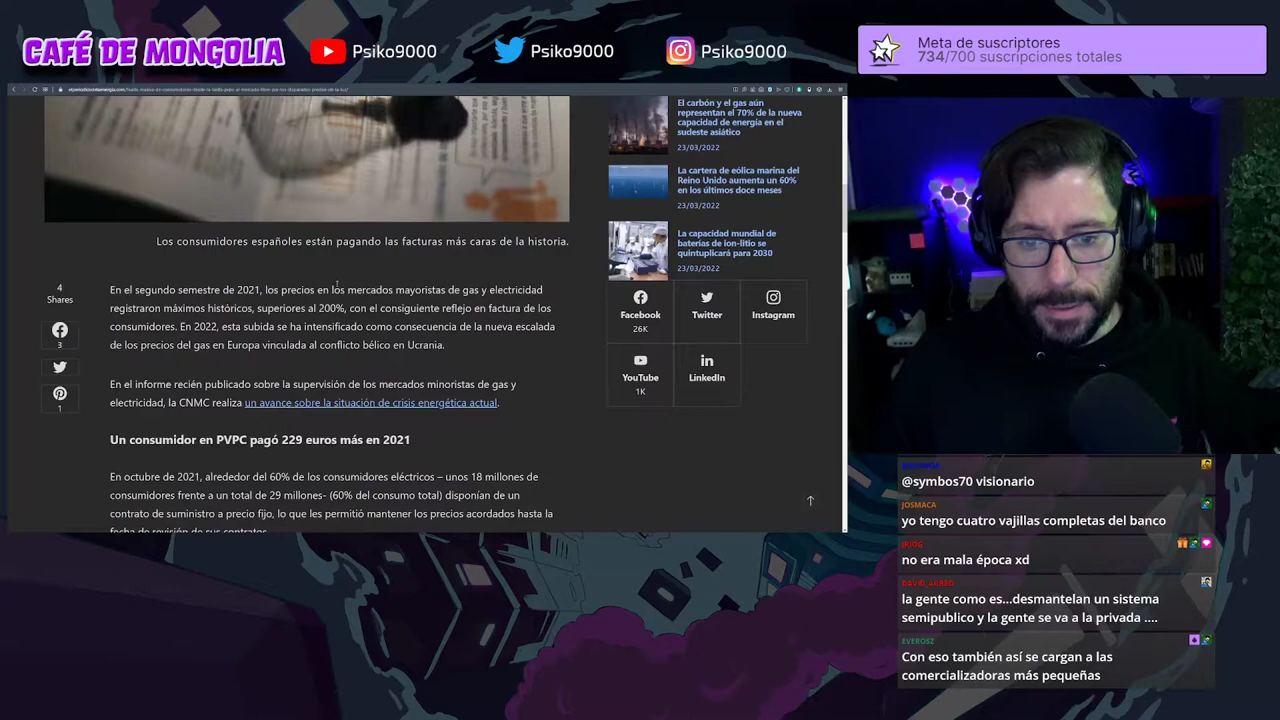 CAFÉ DE MONGOLIA
Psiko9000
Psiko9000
Psiko9000
Meta de suscriptores
734/700 suscripciones totales
El carbón y el gas aún
representan el 70% de la nueva
capacidad de energía en el
sudeste asiático
23/03/2022
La cartera de eólica marina del
Reino Unido aumenta un 60%
en los últimos doce meses
23/03/2022
La capacidad mundial de
baterías de ion-litio se
quintuplicará para 2030
23/03/2022
Los consumidores españoles están pagando las facturas más caras de la historia.
4
Shares
3
1
En el segundo semestre de 2021, los precios en los mercados mayoristas de gas y electricidad
registraron máximos históricos, superiores al 200%, con el consiguiente reflejo en factura de los
consumidores. En 2022, esta subida se ha intensificado como consecuencia de la nueva escalada
de los precios del gas en Europa vinculada al conflicto bélico en Ucrania.
En el informe recién publicado sobre la supervisión de los mercados minoristas de gas y
electricidad, la CNMC realiza un avance sobre la situación de crisis energética actual.
Un consumidor en PVPC pagó 229 euros más en 2021
En octubre de 2021, alrededor del 60% de los consumidores eléctricos – unos 18 millones de
consumidores frente a un total de 29 millones- (60% del consumo total) disponían de un
contrato de suministro a precio fijo, lo que les permitió mantener los precios acordados hasta la
fecha de revisión de sus contratos.
Facebook
26K
Twitter
Instagram
YouTube
1K
LinkedIn
@symbos70 visionario
JOSMACA
yo tengo cuatro vajillas completas del banco
no era mala época xd
la gente como es...desmantelan un sistema
semipublico y la gente se va a la privada ....
EVEROSZ
Con eso también así se cargan a las
comercializadoras más pequeñas